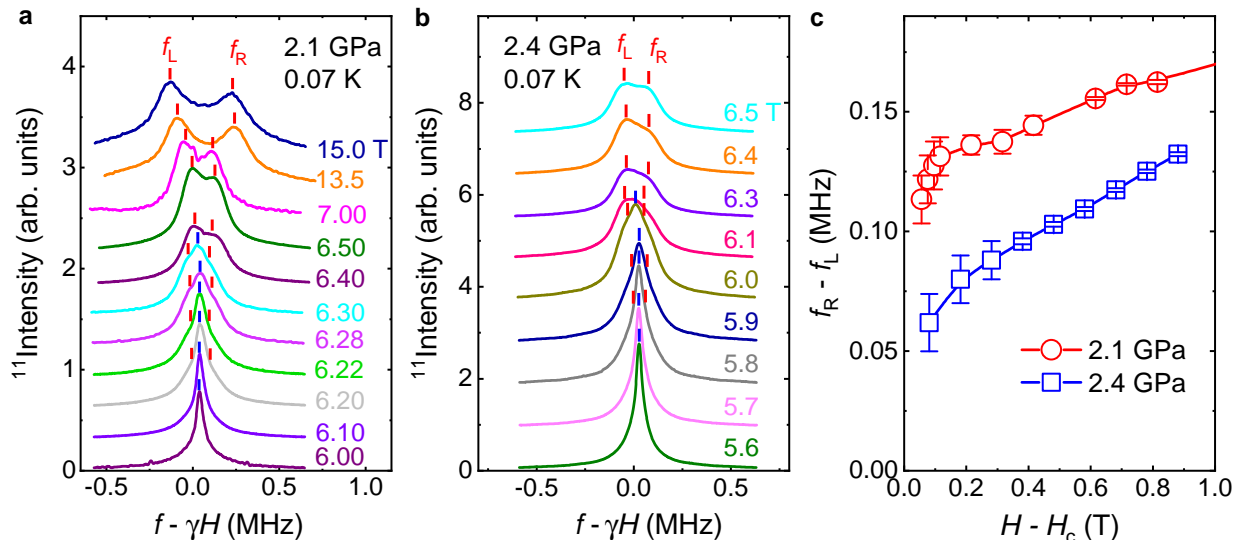 a
f_L
f_R
2.1 GPa
0.07 K
15.0 T
13.5
7.00
6.50
6.40
6.30
6.28
6.22
6.20
6.10
6.00
4
3
2
1
0
-0.5
0.0
0.5
1.0
¹¹Intensity (arb. units)
f - γH (MHz)
b
2.4 GPa
0.07 K
f_L
f_R
6.5 T
6.4
6.3
6.1
6.0
5.9
5.8
5.7
5.6
8
6
4
2
0
-0.5
0.0
0.5
¹¹Intensity (arb. units)
f - γH (MHz)
c
0.15
0.10
0.05
0.00
f_R - f_L (MHz)
2.1 GPa
2.4 GPa
0.0
0.2
0.4
0.6
0.8
1.0
H - H_c (T)